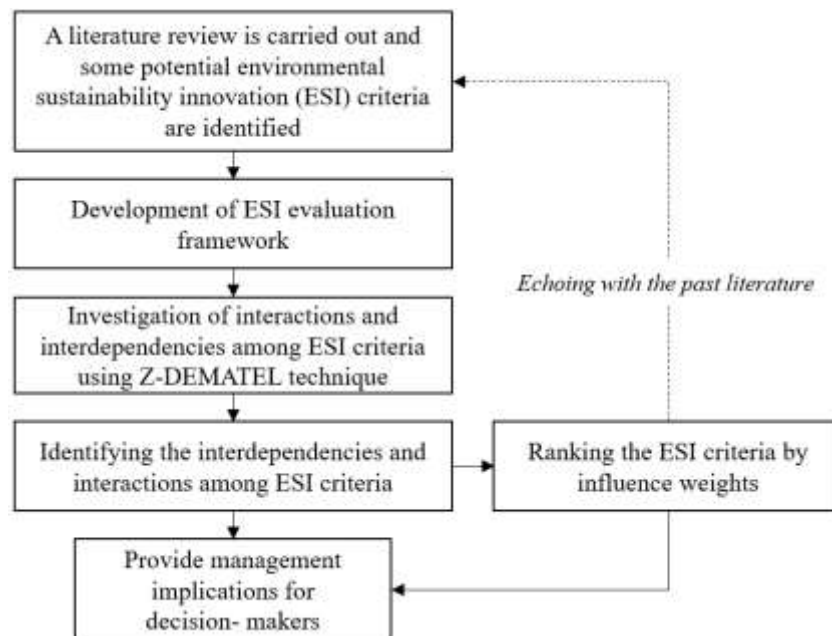 A literature review is carried out and
some potential environmental
sustainability innovation (ESI) criteria
are identified
Development of ESI evaluation
framework
Echoing with the past literature
Investigation of interactions and
interdependencies among ESI criteria
using Z-DEMATEL technique
Identifying the interdependencies and
interactions among ESI criteria
Ranking the ESI criteria by
influence weights
Provide management
implications for
decision- makers